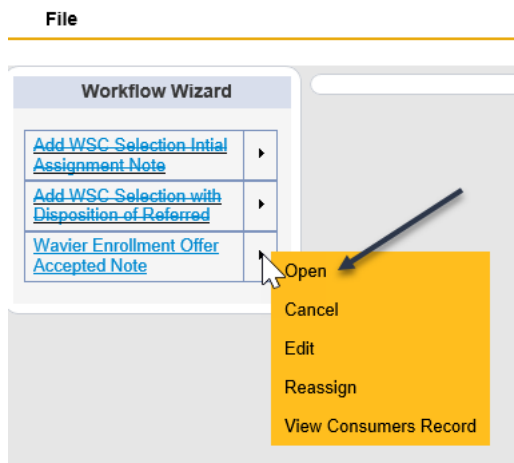 File
Workflow Wizard
Add WSC Selection Intial
Assignment Note
Add WSC Selection with
Disposition of Referred
Wavier Enrollment Offer
Accepted Note
Open
Cancel
Edit
Reassign
View Consumers Record